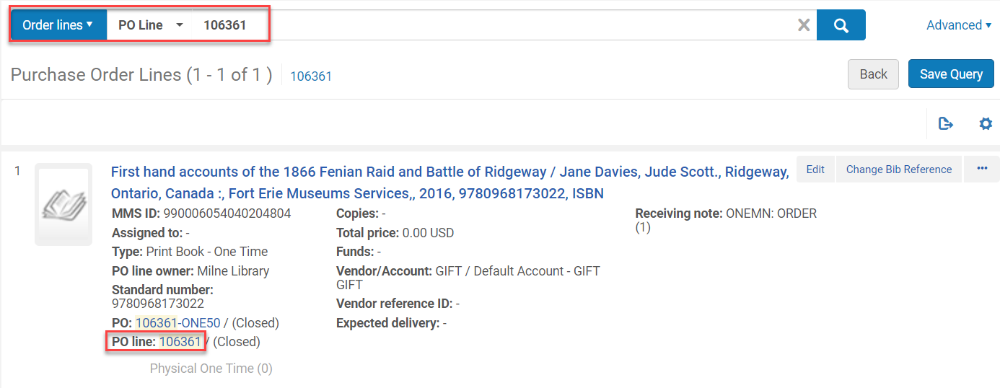 Order lines PO Line 106361 Advanced
Purchase Order Lines (1 - 1 of 1 ) 106361 Back Save Query
1 First hand accounts of the 1866 Fenian Raid and Battle of Ridgeway / Jane Davies, Jude Scott., Ridgeway,
Ontario, Canada :, Fort Erie Museums Services,, 2016, 9780968173022, ISBN
Edit Change Bib Reference ...
MMS ID: 990006054040204804
Assigned to: -
Type: Print Book - One Time
PO line owner: Milne Library
Standard number:
9780968173022
PO: 106361-ONE50 / (Closed)
PO line: 106361 / (Closed)
Physical One Time (0)
Copies: -
Total price: 0.00 USD
Funds: -
Vendor/Account: GIFT / Default Account - GIFT
GIFT
Vendor reference ID: -
Expected delivery: -
Receiving note: ONEMN: ORDER
(1)